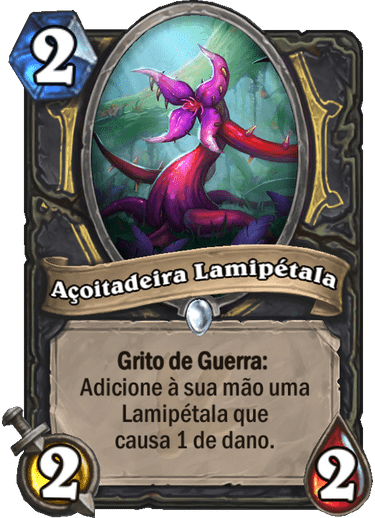 2
Açoitadeira Lamipétala
Grito de Guerra:
Adicione à sua mão uma
Lamipétala que
causa 1 de dano.
2
2